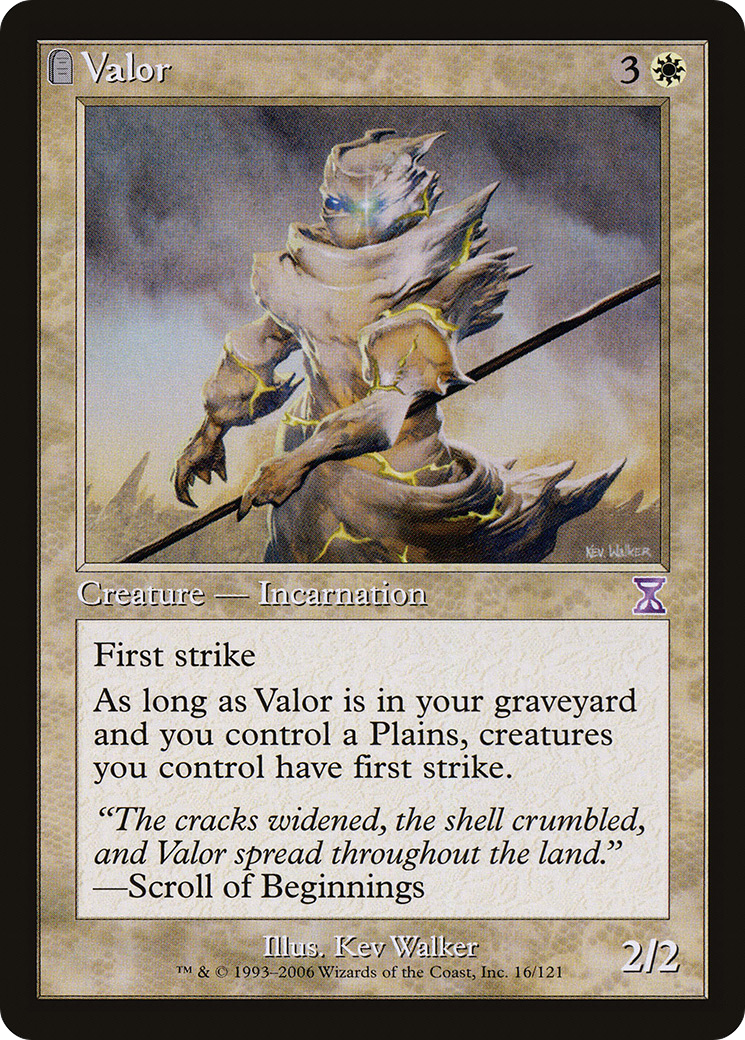 Valor 3
Kev. Walker
Creature — Incarnation
First strike
As long as Valor is in your graveyard
and you control a Plains, creatures
you control have first strike.
“The cracks widened, the shell crumbled,
and Valor spread throughout the land.”
—Scroll of Beginnings
Illus. Kev Walker
2/2
™ & © 1993–2006 Wizards of the Coast, Inc. 16/121